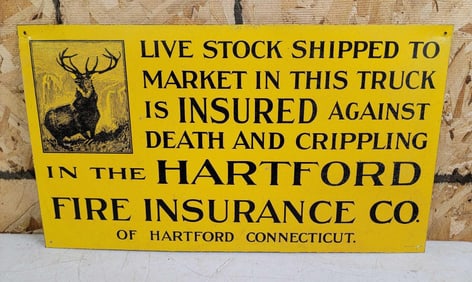 LIVE STOCK SHIPPED TO
MARKET IN THIS TRUCK
IS INSURED AGAINST
DEATH AND CRIPPLING
IN THE HARTFORD
FIRE INSURANCE CO.
OF HARTFORD CONNECTICUT.